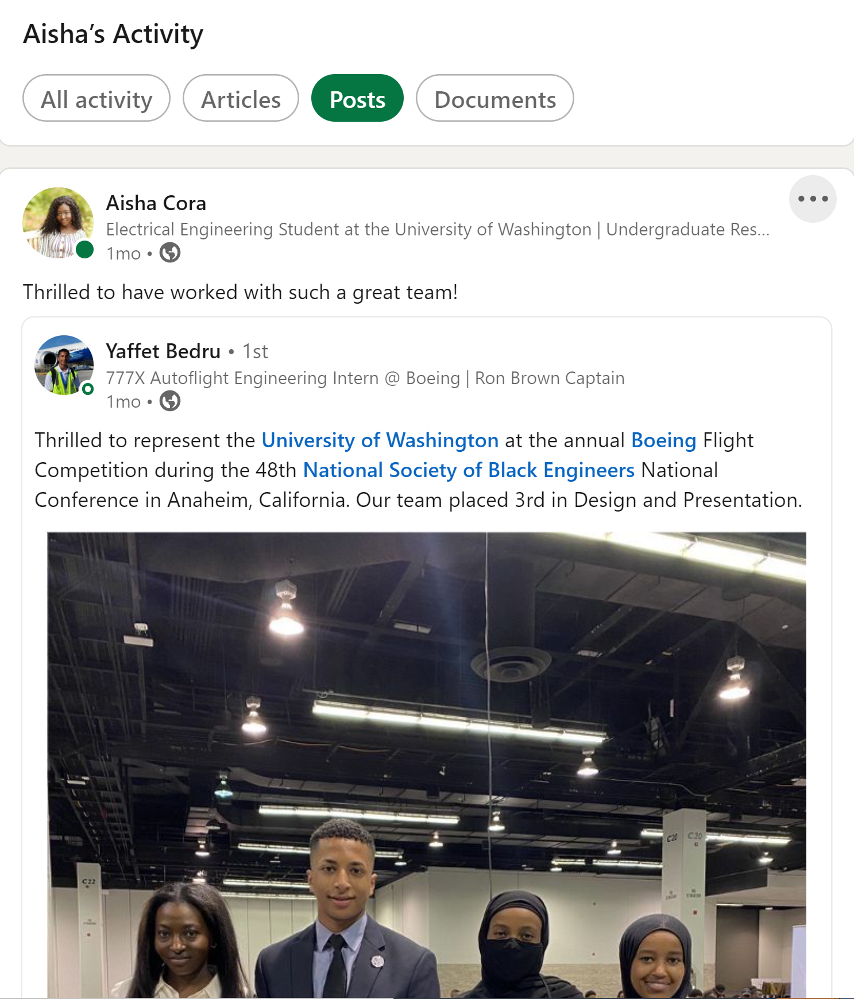 Aisha’s Activity
All activity
Articles
Posts
Documents
Aisha Cora
Electrical Engineering Student at the University of Washington | Undergraduate Res...
1mo •
Thrilled to have worked with such a great team!
Yaffet Bedru • 1st
777X Autoflight Engineering Intern @ Boeing | Ron Brown Captain
1mo •
Thrilled to represent the University of Washington at the annual Boeing Flight
Competition during the 48th National Society of Black Engineers National
Conference in Anaheim, California. Our team placed 3rd in Design and Presentation.
C20 C20
C22